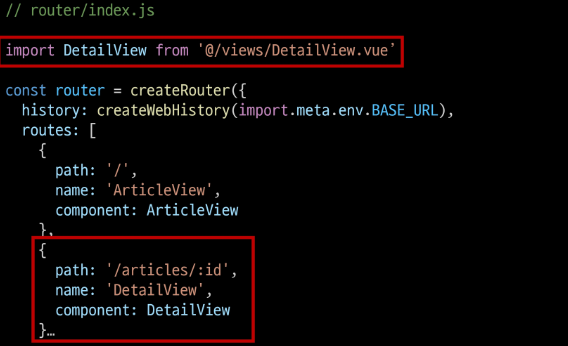 // router/index.js
import DetailView from '@/views/DetailView.vue'
const router = createRouter({
history: createWebHistory(import.meta.env.BASE_URL),
routes: [
{
path: '/',
name: 'ArticleView',
component: ArticleView
},
{
path: '/articles/:id',
name: 'DetailView',
component: DetailView
}…